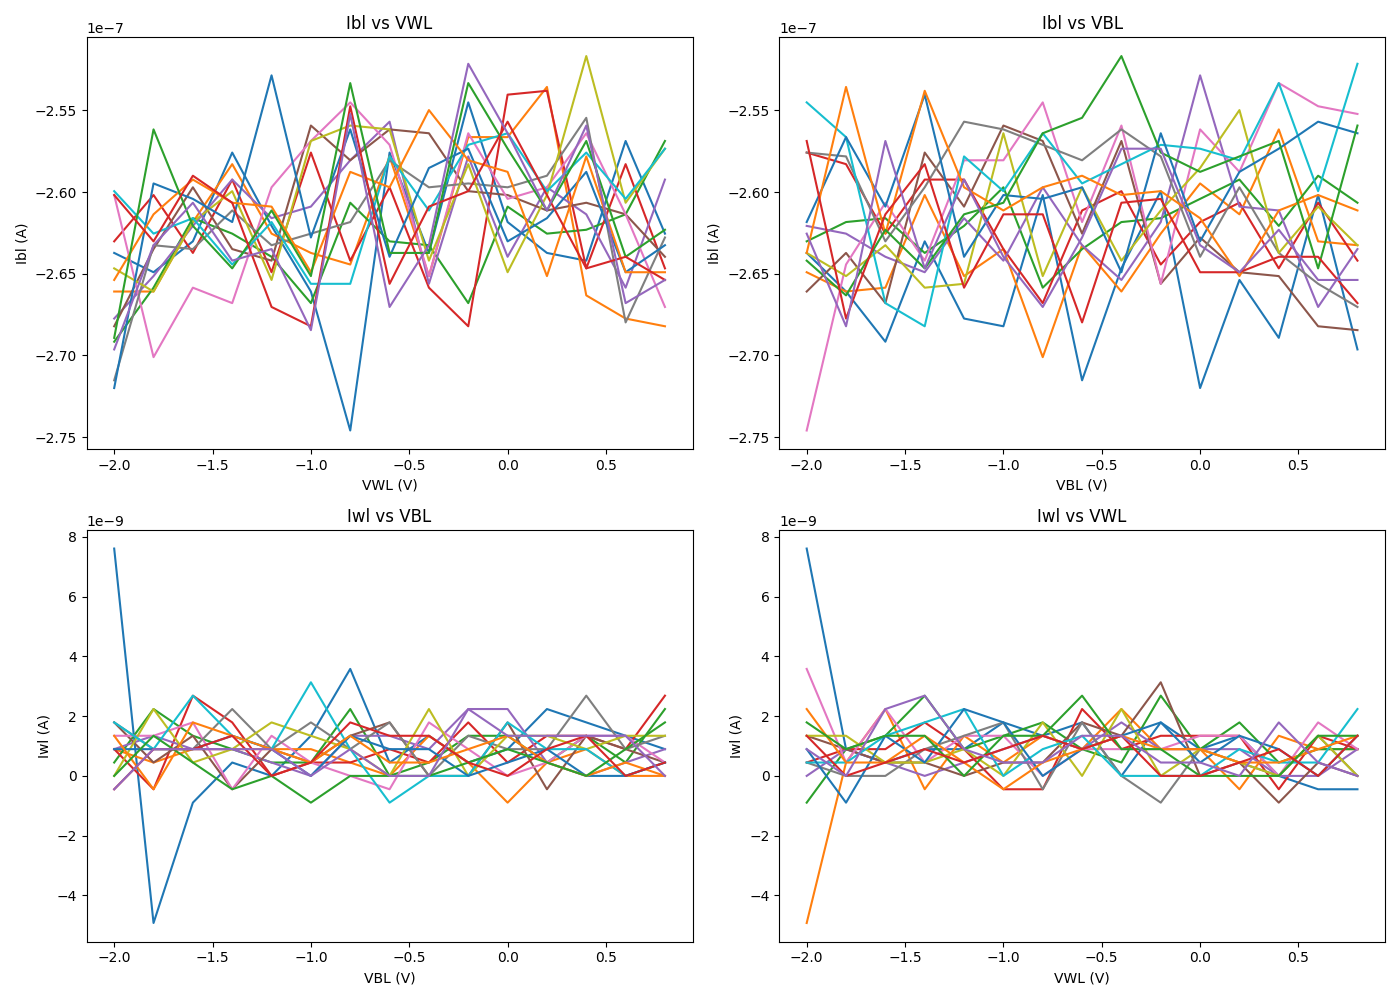 Ibl vs VWL
1e−7
Ibl (A)
−2.55
−2.60
−2.65
−2.70
−2.75
−2.0 −1.5 −1.0 −0.5 0.0 0.5
VWL (V)
Ibl vs VBL
1e−7
Ibl (A)
−2.55
−2.60
−2.65
−2.70
−2.75
−2.0 −1.5 −1.0 −0.5 0.0 0.5
VBL (V)
Iwl vs VBL
1e−9
Iwl (A)
8
6
4
2
0
−2
−4
−2.0 −1.5 −1.0 −0.5 0.0 0.5
VBL (V)
Iwl vs VWL
1e−9
Iwl (A)
8
6
4
2
0
−2
−4
−2.0 −1.5 −1.0 −0.5 0.0 0.5
VWL (V)